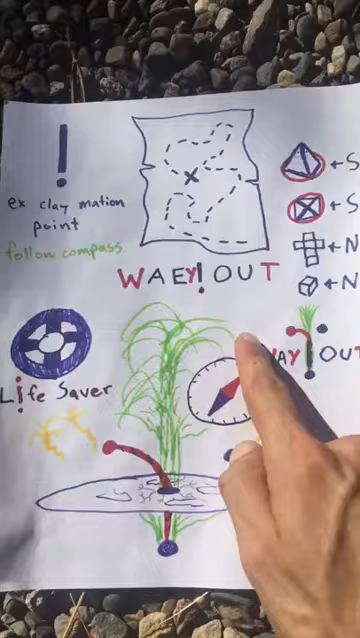 !
ex clay mation
point
follow compass
WAEY! OUT
←S
←S
←N
←N
Life Saver
WAY OUT